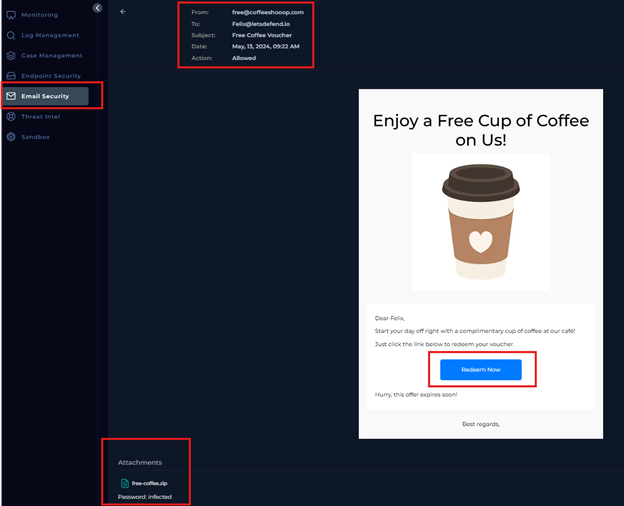 Monitoring
Log Management
Case Management
Endpoint Security
Email Security
Threat Intel
Sandbox
From: free@coffeeshooop.com
To: Felix@letsdefend.io
Subject: Free Coffee Voucher
Date: May, 13, 2024, 09:22 AM
Action: Allowed
Enjoy a Free Cup of Coffee
on Us!
Dear Felix,
Start your day off right with a complimentary cup of coffee at our café!
Just click the link below to redeem your voucher.
Redeem Now
Hurry, this offer expires soon!
Best regards,
Attachments
free-coffee.zip
Password: infected